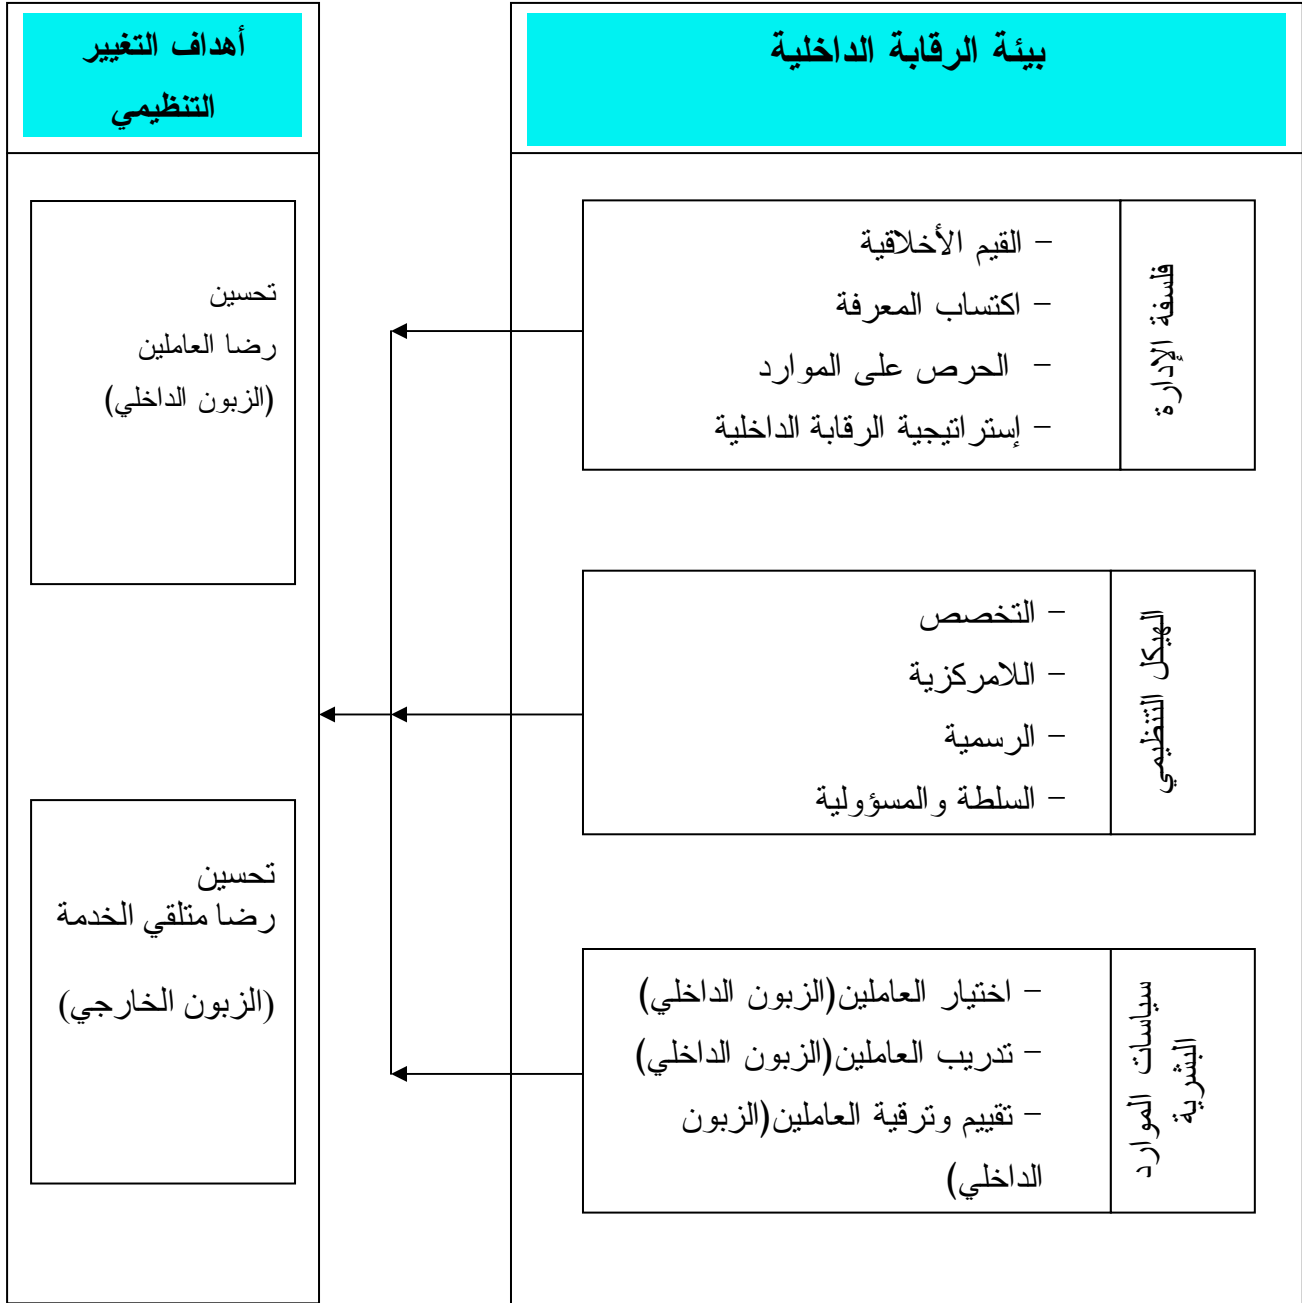 بيئة الرقابة الداخلية
فلسفة الإدارة
- القيم الأخلاقية
- اكتساب المعرفة
- الحرص على الموارد
- إستراتيجية الرقابة الداخلية
الهيكل التنظيمي
- التخصص
- اللامركزية
- الرسمية
- السلطة والمسؤولية
سياسات الموارد
البشرية
- اختيار العاملين(الزبون الداخلي)
- تدريب العاملين(الزبون الداخلي)
- تقييم وترقية العاملين(الزبون
الداخلي)
أهداف التغيير
التنظيمي
تحسين
رضا العاملين
(الزبون الداخلي)
تحسين
رضا متلقي الخدمة
(الزبون الخارجي)